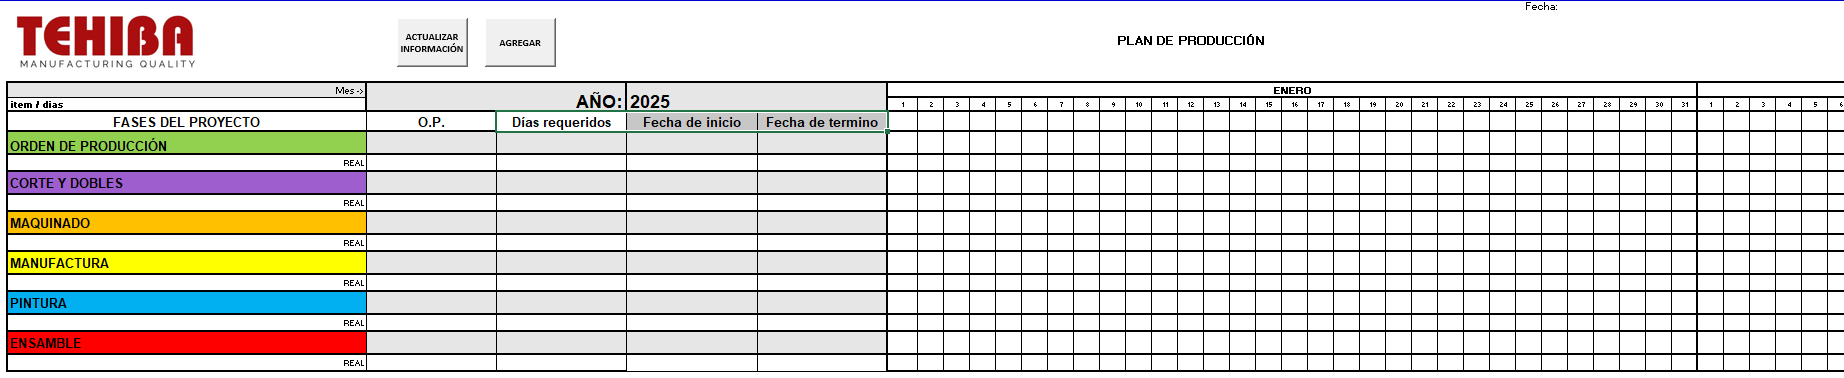 Fecha:
TEHIBA
MANUFACTURING QUALITY
ACTUALIZAR
INFORMACIÓN
AGREGAR
PLAN DE PRODUCCIÓN
Mes ->
AÑO: 2025
ENERO
item / dias
1 2 3 4 5 6 7 8 9 10 11 12 13 14 15 16 17 18 19 20 21 22 23 24 25 26 27 28 29 30 31 1 2 3 4 5 6
FASES DEL PROYECTO O.P. Días requeridos Fecha de inicio Fecha de termino
ORDEN DE PRODUCCIÓN
REAL
CORTE Y DOBLES
REAL
MAQUINADO
REAL
MANUFACTURA
REAL
PINTURA
REAL
ENSAMBLE
REAL